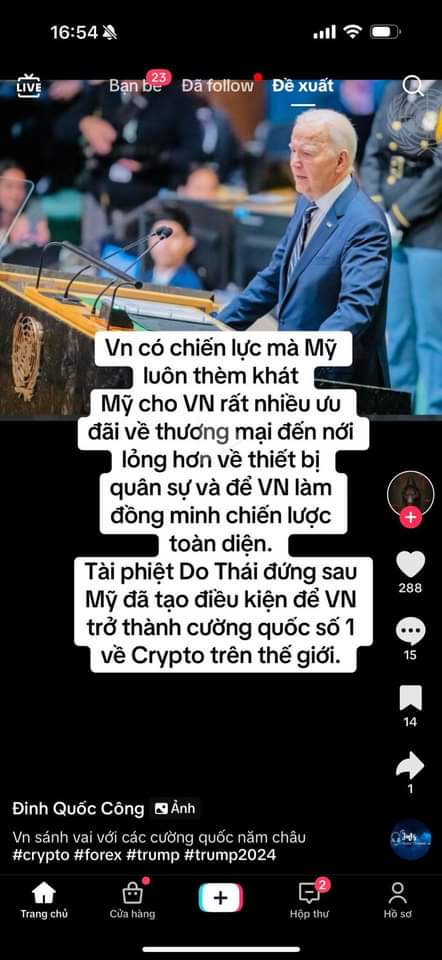 16:54
LIVE
Bạn bè 23 Đã follow Đề xuất
Vn có chiến lực mà Mỹ
luôn thèm khát
Mỹ cho VN rất nhiều ưu
đãi về thương mại đến nới
lỏng hơn về thiết bị
quân sự và để VN làm
đồng minh chiến lược
toàn diện.
Tài phiệt Do Thái đứng sau
Mỹ đã tạo điều kiện để VN
trở thành cường quốc số 1
về Crypto trên thế giới.
288
15
14
1
Đinh Quốc Công Ảnh
Vn sánh vai với các cường quốc năm châu
#crypto #forex #trump #trump2024
Trang chủ Cửa hàng Hộp thư 2 Hồ sơ